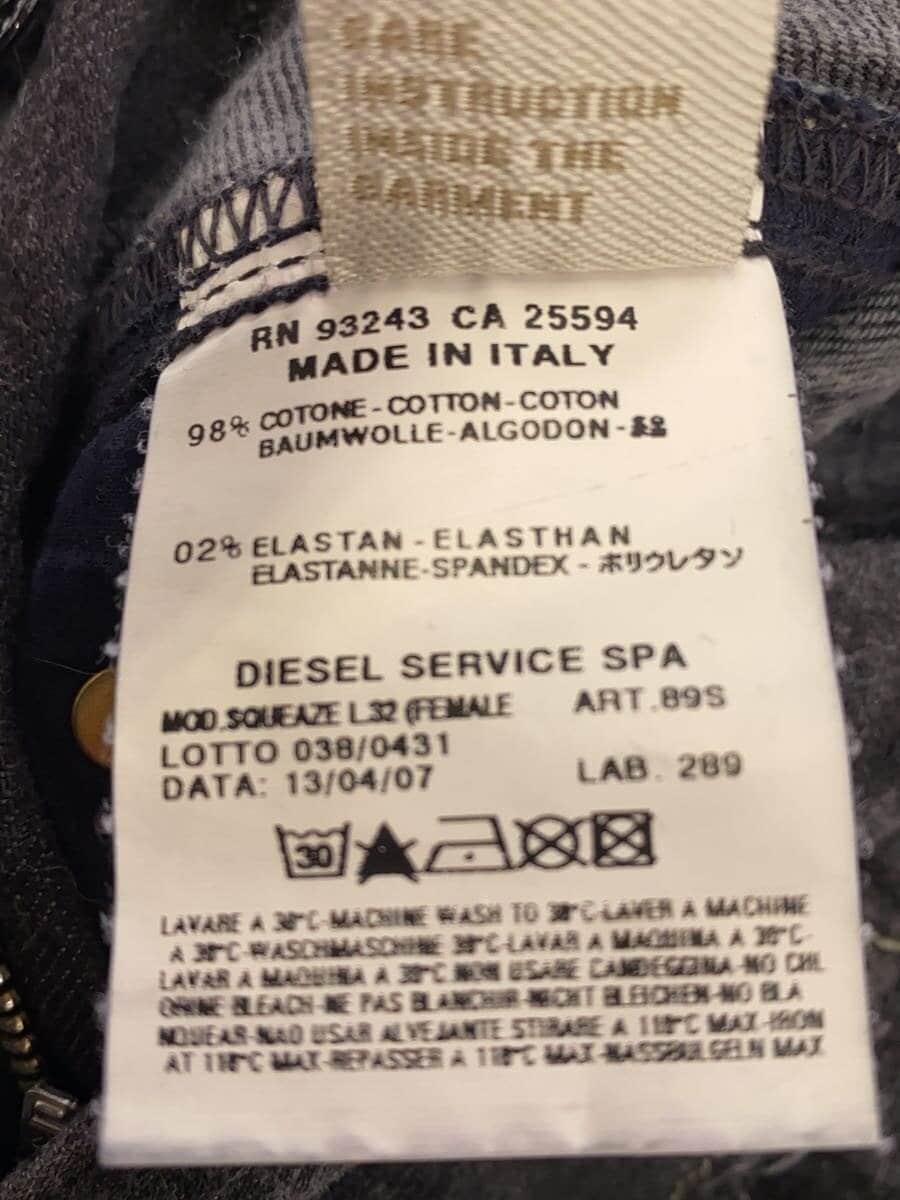 CARE
INSTRUCTION
INSIDE THE
GARMENT
RN 93243 CA 25594
MADE IN ITALY
98% COTONE-COTTON-COTON
BAUMWOLLE-ALGODON-
02% ELASTAN-ELASTHAN
ELASTANNE-SPANDEX-ポリウレタン
DIESEL SERVICE SPA
MOD.SQUEAZE L.32 (FEMALE ART.89S
LOTTO 038/0431
DATA: 13/04/07 LAB. 289
30
LAVARE A 30°C-MACHINE WASH TO 30°C-LAVER A MACHINE
A 30°C-WASCHMASCHINE 30°C-LAVAR A MAQUINA A 30°C-
LAVAR A MAQUINA A 30°C NON USARE CANDEGGINA-NO CHL
ORINE BLEACH-NE PAS BLANCHIR-NICHT BLEICHEN-NO BLA
NQUEAR-NAO USAR ALVEJANTE STIRARE A 110°C MAX-IRON
AT 110°C MAX-REPASSER A 110°C MAX-NASSBULGELN MAX